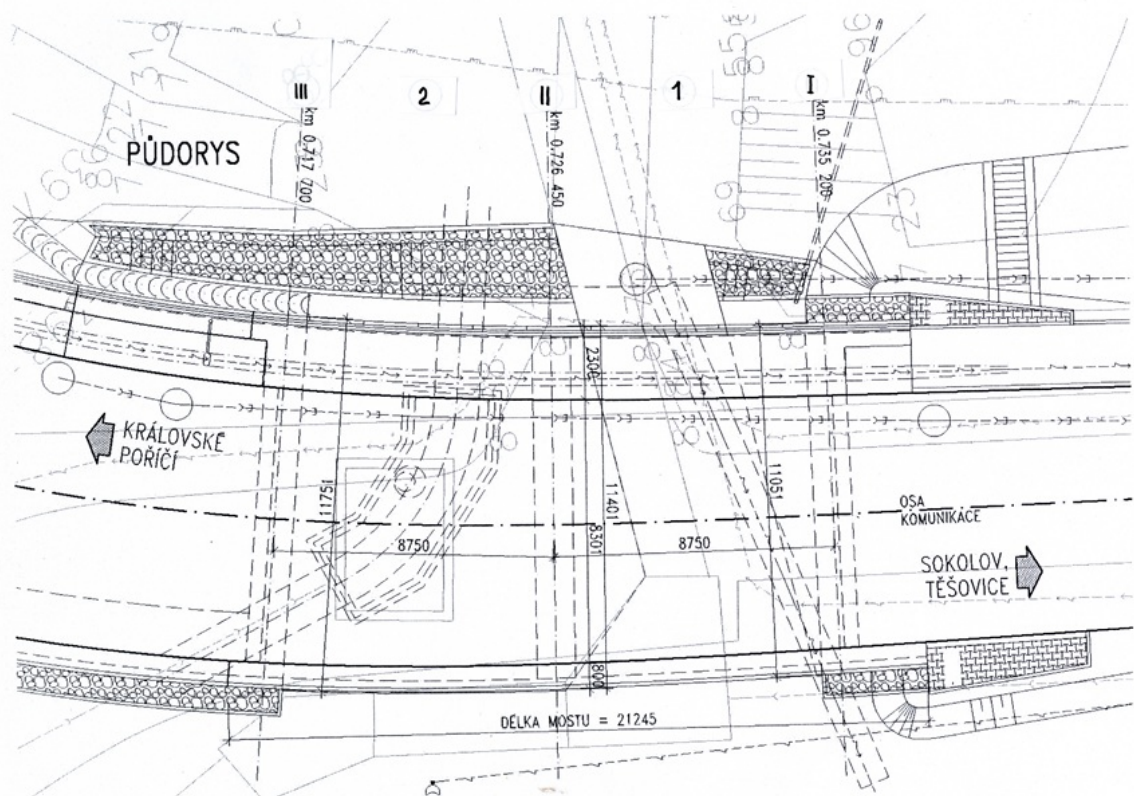 III
2
II
1
I
km 0.717 700
km 0.726 450
km 0.735 200
PŮDORYS
2300
KRÁLOVSKÉ
POŘÍČÍ
11751
11401
8301
11051
8750
8750
OSA
KOMUNIKACE
SOKOLOV,
TĚŠOVICE
800
DÉLKA MOSTU = 21245